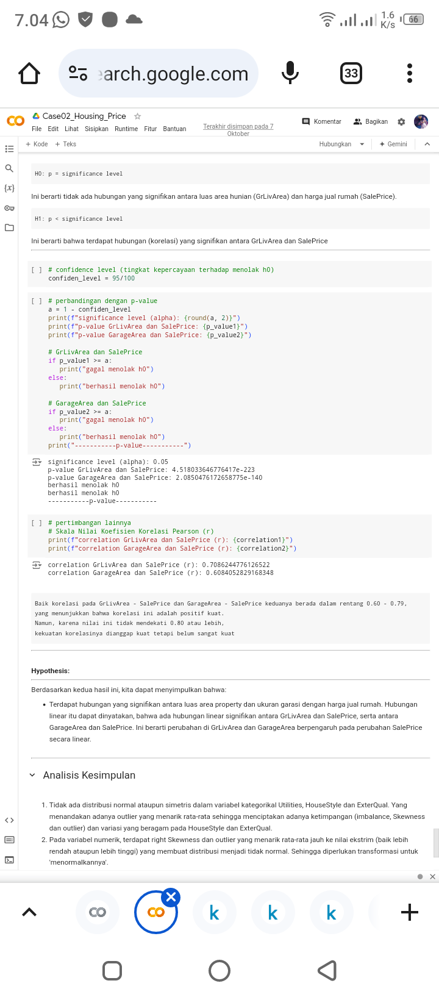 7.04
1.6
K/s
66
earch.google.com
33
Case02_Housing_Price
File Edit Lihat Sisipkan Runtime Fitur Bantuan
Terakhir disimpan pada 7
Oktober
Komentar
Bagikan
+ Kode + Teks
Hubungkan
Gemini
H0: p = significance level
Ini berarti tidak ada hubungan yang signifikan antara luas area hunian (GrLivArea) dan harga jual rumah (SalePrice).
H1: p < significance level
Ini berarti bahwa terdapat hubungan (korelasi) yang signifikan antara GrLivArea dan SalePrice
[ ] # confidence level (tingkat kepercayaan terhadap menolak h0)
confiden_level = 95/100
[ ] # perbandingan dengan p-value
a = 1 - confiden_level
print(f"significance level (alpha): {round(a, 2)}")
print(f"p-value GrLivArea dan SalePrice: {p_value1}")
print(f"p-value GarageArea dan SalePrice: {p_value2}")
# GrLivArea dan SalePrice
if p_value1 >= a:
print("gagal menolak h0")
else:
print("berhasil menolak h0")
# GarageArea dan SalePrice
if p_value2 >= a:
print("gagal menolak h0")
else:
print("berhasil menolak h0")
print("-----------p-value-----------")
significance level (alpha): 0.05
p-value GrLivArea dan SalePrice: 4.518033646776417e-223
p-value GarageArea dan SalePrice: 2.0850476172658775e-140
berhasil menolak h0
berhasil menolak h0
-----------p-value-----------
[ ] # pertimbangan lainnya
# Skala Nilai Koefisien Korelasi Pearson (r)
print(f"correlation GrLivArea dan SalePrice (r): {correlation1}")
print(f"correlation GarageArea dan SalePrice (r): {correlation2}")
correlation GrLivArea dan SalePrice (r): 0.7086244776126522
correlation GarageArea dan SalePrice (r): 0.6084052829168348
Baik korelasi pada GrLivArea - SalePrice dan GarageArea - SalePrice keduanya berada dalam rentang 0.60 - 0.79,
yang menunjukkan bahwa korelasi ini adalah positif kuat.
Namun, karena nilai ini tidak mendekati 0.80 atau lebih,
kekuatan korelasinya dianggap kuat tetapi belum sangat kuat
Hypothesis:
Berdasarkan kedua hasil ini, kita dapat menyimpulkan bahwa:
• Terdapat hubungan yang signifikan antara luas area property dan ukuran garasi dengan harga jual rumah. Hubungan
linear itu dapat dinyatakan, bahwa ada hubungan linear signifikan antara GrLivArea dan SalePrice, serta antara
GarageArea dan SalePrice. Ini berarti perubahan di GrLivArea dan GarageArea berpengaruh pada perubahan SalePrice
secara linear.
Analisis Kesimpulan
1. Tidak ada distribusi normal ataupun simetris dalam variabel kategorikal Utilities, HouseStyle dan ExterQual. Yang
menandakan adanya outlier yang menarik rata-rata sehingga menciptakan adanya ketimpangan (imbalance, Skewness
dan outlier) dan variasi yang beragam pada HouseStyle dan ExterQual.
2. Pada variabel numerik, terdapat right Skewness dan outlier yang menarik rata-rata jauh ke nilai ekstrim (baik lebih
rendah ataupun lebih tinggi) yang membuat distribusi menjadi tidak normal. Sehingga diperlukan transformasi untuk
'menormalkannya'.
k
k
k